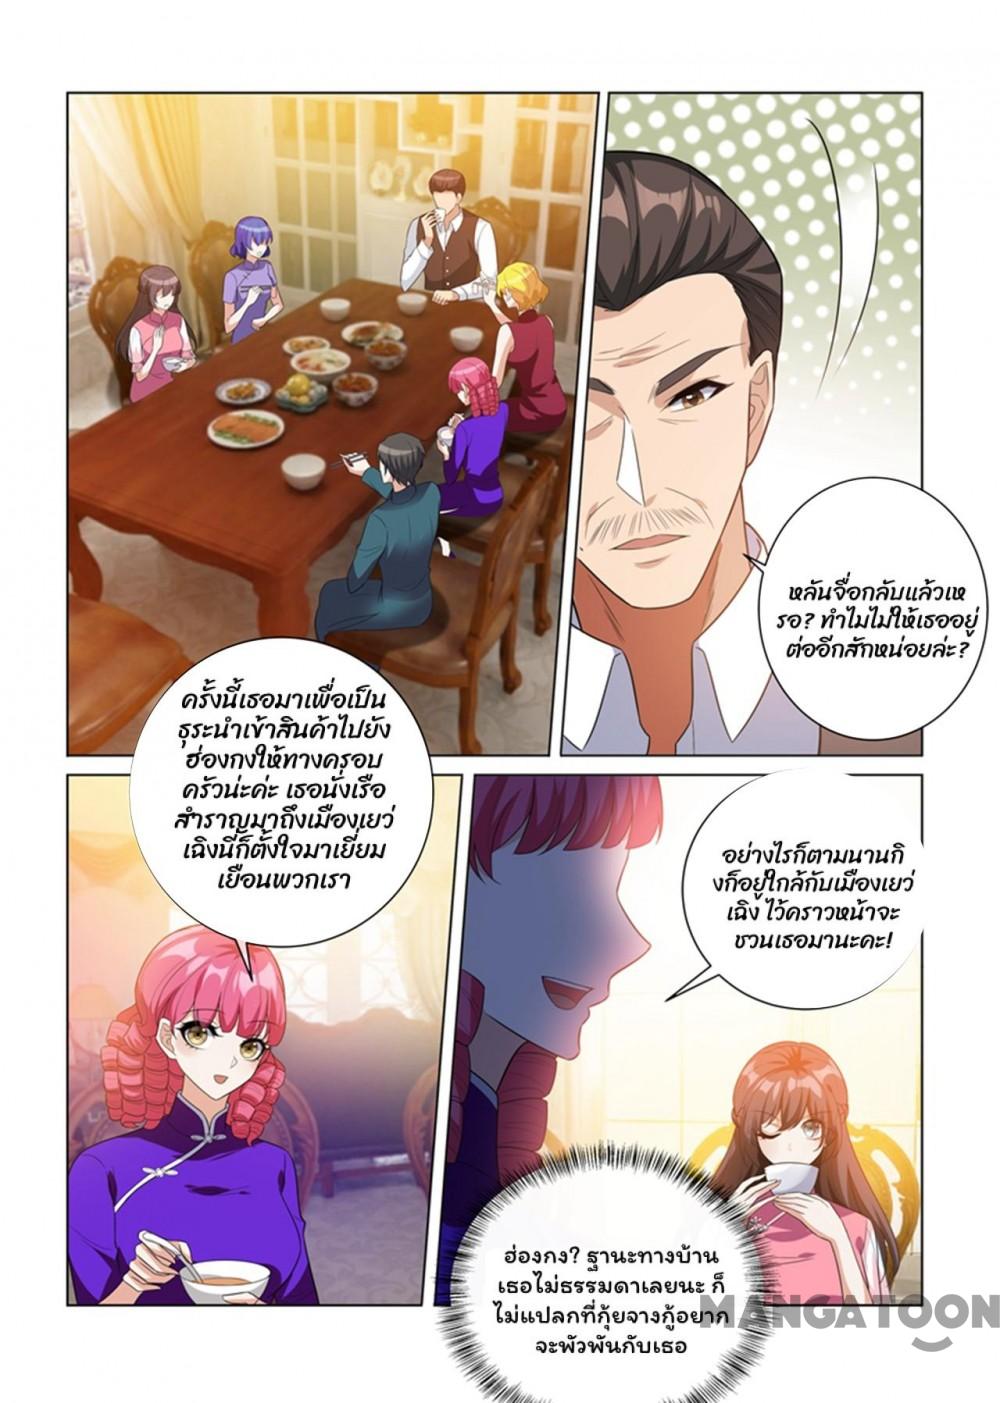 หลันจื่อกลับแล้วเห
รอ? ทำไมไม่ให้เธออยู่
ต่ออีกสักหน่อยล่ะ?
ครั้งนี้เธอมาเพื่อเป็น
ธุระนำเข้าสินค้าไปยัง
ฮ่องกงให้ทางครอบ
ครัวน่ะค่ะ เธอนั่งเรือ
สำราญมาถึงเมืองเยว่
เฉิงนี่ก็ตั้งใจมาเยี่ยม
เยือนพวกเรา
อย่างไรก็ตามนานกิ
งก็อยู่ใกล้กับเมืองเยว่
เฉิง ไว้คราวหน้าจะ
ชวนเธอมานะคะ!
ฮ่องกง? ฐานะทางบ้าน
เธอไม่ธรรมดาเลยนะ ก็
ไม่แปลกที่กุ้ยจางกู้อยาก
จะพัวพันกับเธอ
MANGATOON